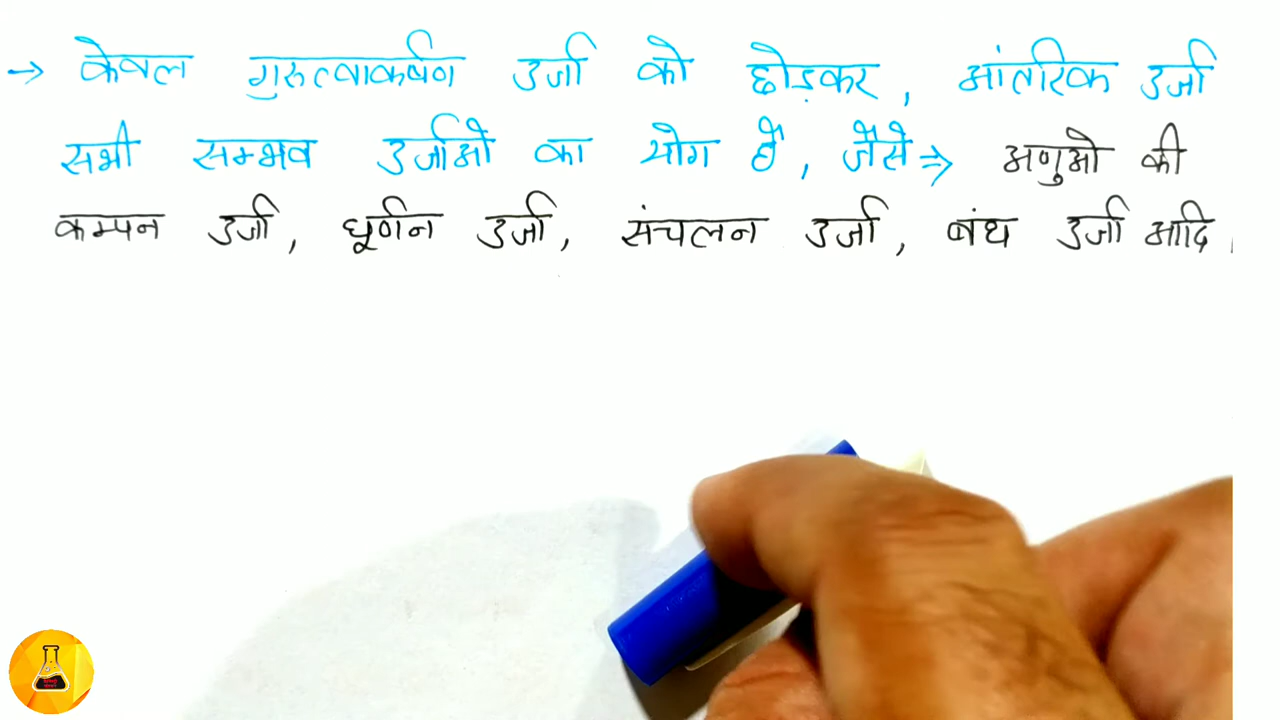 → केवल गुरुत्वाकर्षण उर्जा को छोड़कर, आंतरिक उर्जा
सभी सम्भव उर्जाओ का योग हैं, जैसे ⇒ अणुओ की
कम्पन उर्जा, घूर्णन उर्जा, संचलन उर्जा, बंध उर्जा आदि।